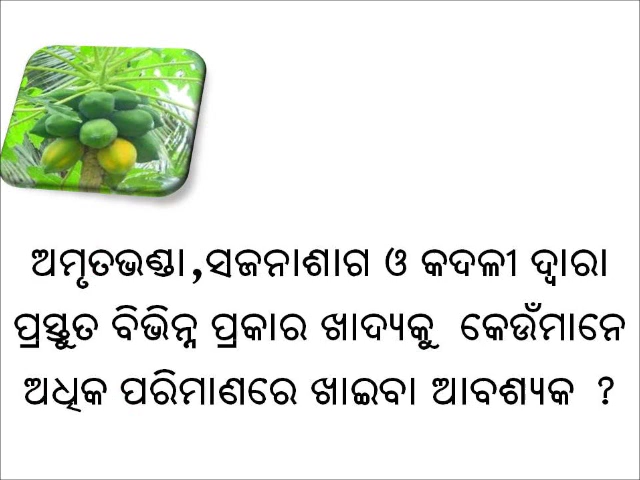 ଅମୃତଭଣ୍ଡା,ସଜନାଶାଗ ଓ କଦଳୀ ଦ୍ୱାରା
ପ୍ରସ୍ତୁତ ବିଭିନ୍ନ ପ୍ରକାର ଖାଦ୍ୟକୁ କେଉଁମାନେ
ଅଧିକ ପରିମାଣରେ ଖାଇବା ଆବଶ୍ୟକ ?